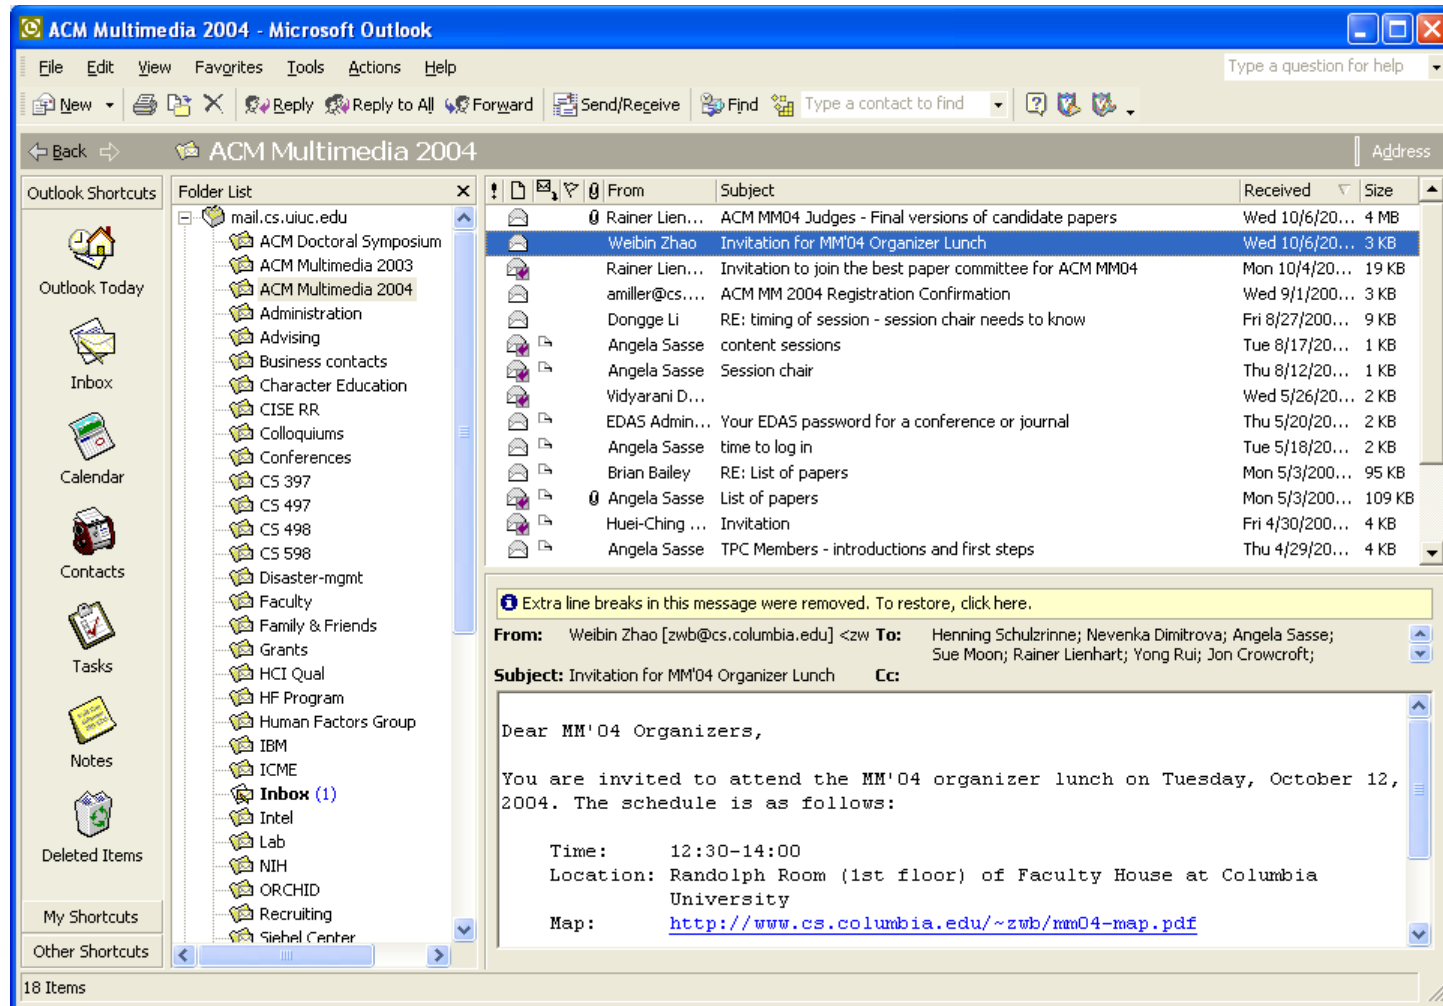 ACM Multimedia 2004 - Microsoft Outlook
File Edit View Favorites Tools Actions Help Type a question for help
New Reply Reply to All Forward Send/Receive Find Type a contact to find
Back ACM Multimedia 2004 Address
Outlook Shortcuts
Outlook Today
Inbox
Calendar
Contacts
Tasks
Notes
Deleted Items
My Shortcuts
Other Shortcuts
Folder List
mail.cs.uiuc.edu
ACM Doctoral Symposium
ACM Multimedia 2003
ACM Multimedia 2004
Administration
Advising
Business contacts
Character Education
CISE RR
Colloquiums
Conferences
CS 397
CS 497
CS 498
CS 598
Disaster-mgmt
Faculty
Family & Friends
Grants
HCI Qual
HF Program
Human Factors Group
IBM
ICME
Inbox (1)
Intel
Lab
NIH
ORCHID
Recruiting
Siebel Center
From Subject Received Size
Rainer Lien... ACM MM04 Judges - Final versions of candidate papers Wed 10/6/20... 4 MB
Weibin Zhao Invitation for MM'04 Organizer Lunch Wed 10/6/20... 3 KB
Rainer Lien... Invitation to join the best paper committee for ACM MM04 Mon 10/4/20... 19 KB
amiller@cs.... ACM MM 2004 Registration Confirmation Wed 9/1/200... 3 KB
Dongge Li RE: timing of session - session chair needs to know Fri 8/27/200... 9 KB
Angela Sasse content sessions Tue 8/17/20... 1 KB
Angela Sasse Session chair Thu 8/12/20... 1 KB
Vidyarani D... Wed 5/26/20... 2 KB
EDAS Admin... Your EDAS password for a conference or journal Thu 5/20/20... 2 KB
Angela Sasse time to log in Tue 5/18/20... 2 KB
Brian Bailey RE: List of papers Mon 5/3/200... 95 KB
Angela Sasse List of papers Mon 5/3/200... 109 KB
Huei-Ching ... Invitation Fri 4/30/200... 4 KB
Angela Sasse TPC Members - introductions and first steps Thu 4/29/20... 4 KB
Extra line breaks in this message were removed. To restore, click here.
From: Weibin Zhao [zwb@cs.columbia.edu] <zw To: Henning Schulzrinne; Nevenka Dimitrova; Angela Sasse;
Sue Moon; Rainer Lienhart; Yong Rui; Jon Crowcroft;
Subject: Invitation for MM'04 Organizer Lunch Cc:
Dear MM'04 Organizers,
You are invited to attend the MM'04 organizer lunch on Tuesday, October 12,
2004. The schedule is as follows:
Time: 12:30-14:00
Location: Randolph Room (1st floor) of Faculty House at Columbia
University
Map: http://www.cs.columbia.edu/~zwb/mm04-map.pdf
18 Items